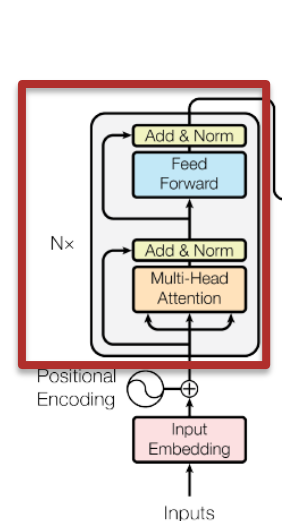 Add & Norm
Feed
Forward
N×
Add & Norm
Multi-Head
Attention
Positional
Encoding
Input
Embedding
Inputs